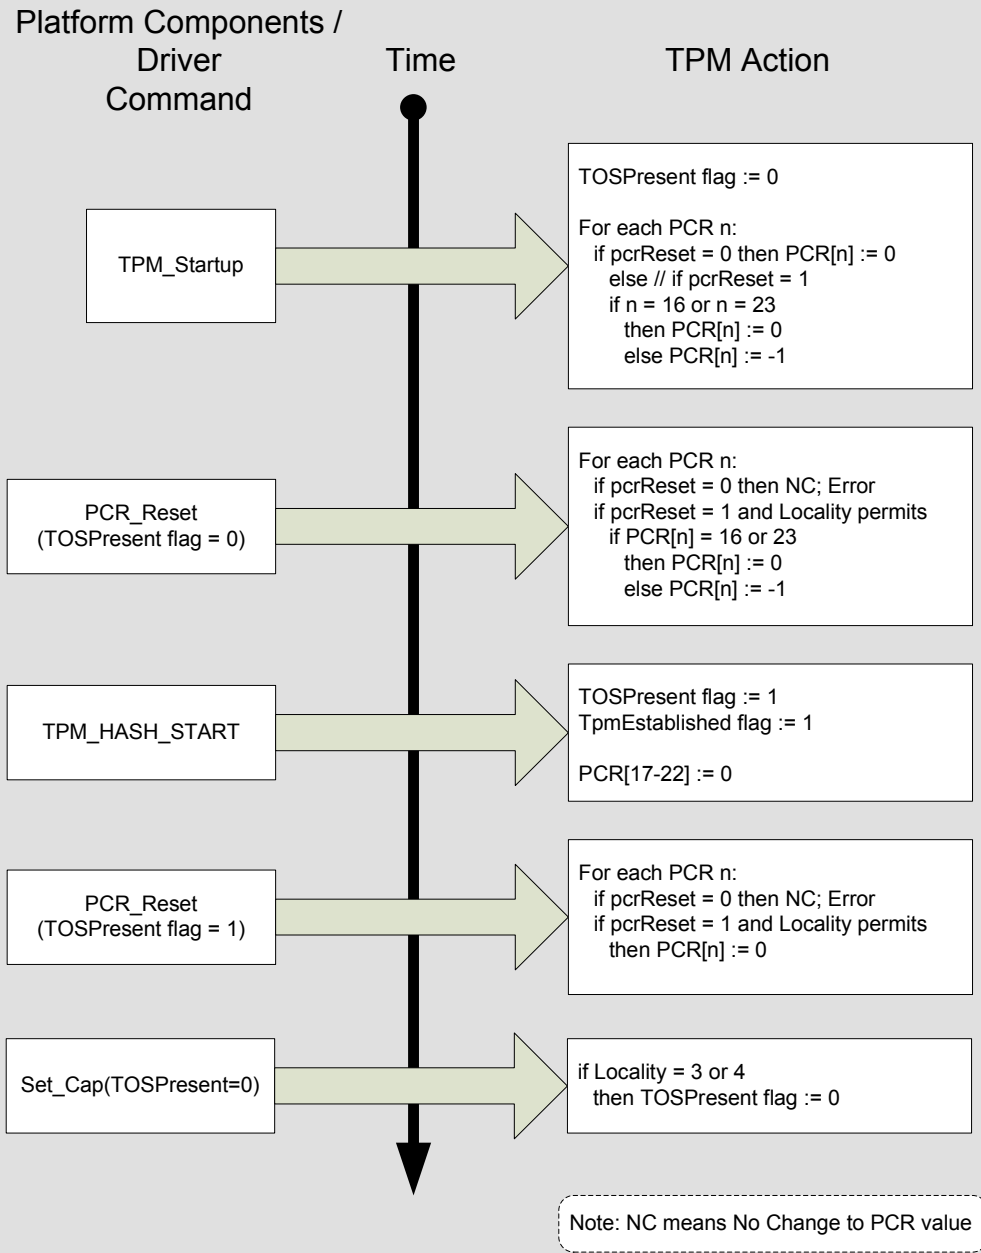 Platform Components /
Driver
Command
Time
TPM Action
TPM_Startup
TOSPresent flag := 0
For each PCR n:
if pcrReset = 0 then PCR[n] := 0
else // if pcrReset = 1
if n = 16 or n = 23
then PCR[n] := 0
else PCR[n] := -1
PCR_Reset
(TOSPresent flag = 0)
For each PCR n:
if pcrReset = 0 then NC; Error
if pcrReset = 1 and Locality permits
if PCR[n] = 16 or 23
then PCR[n] := 0
else PCR[n] := -1
TPM_HASH_START
TOSPresent flag := 1
TpmEstablished flag := 1
PCR[17-22] := 0
PCR_Reset
(TOSPresent flag = 1)
For each PCR n:
if pcrReset = 0 then NC; Error
if pcrReset = 1 and Locality permits
then PCR[n] := 0
Set_Cap(TOSPresent=0)
if Locality = 3 or 4
then TOSPresent flag := 0
Note: NC means No Change to PCR value